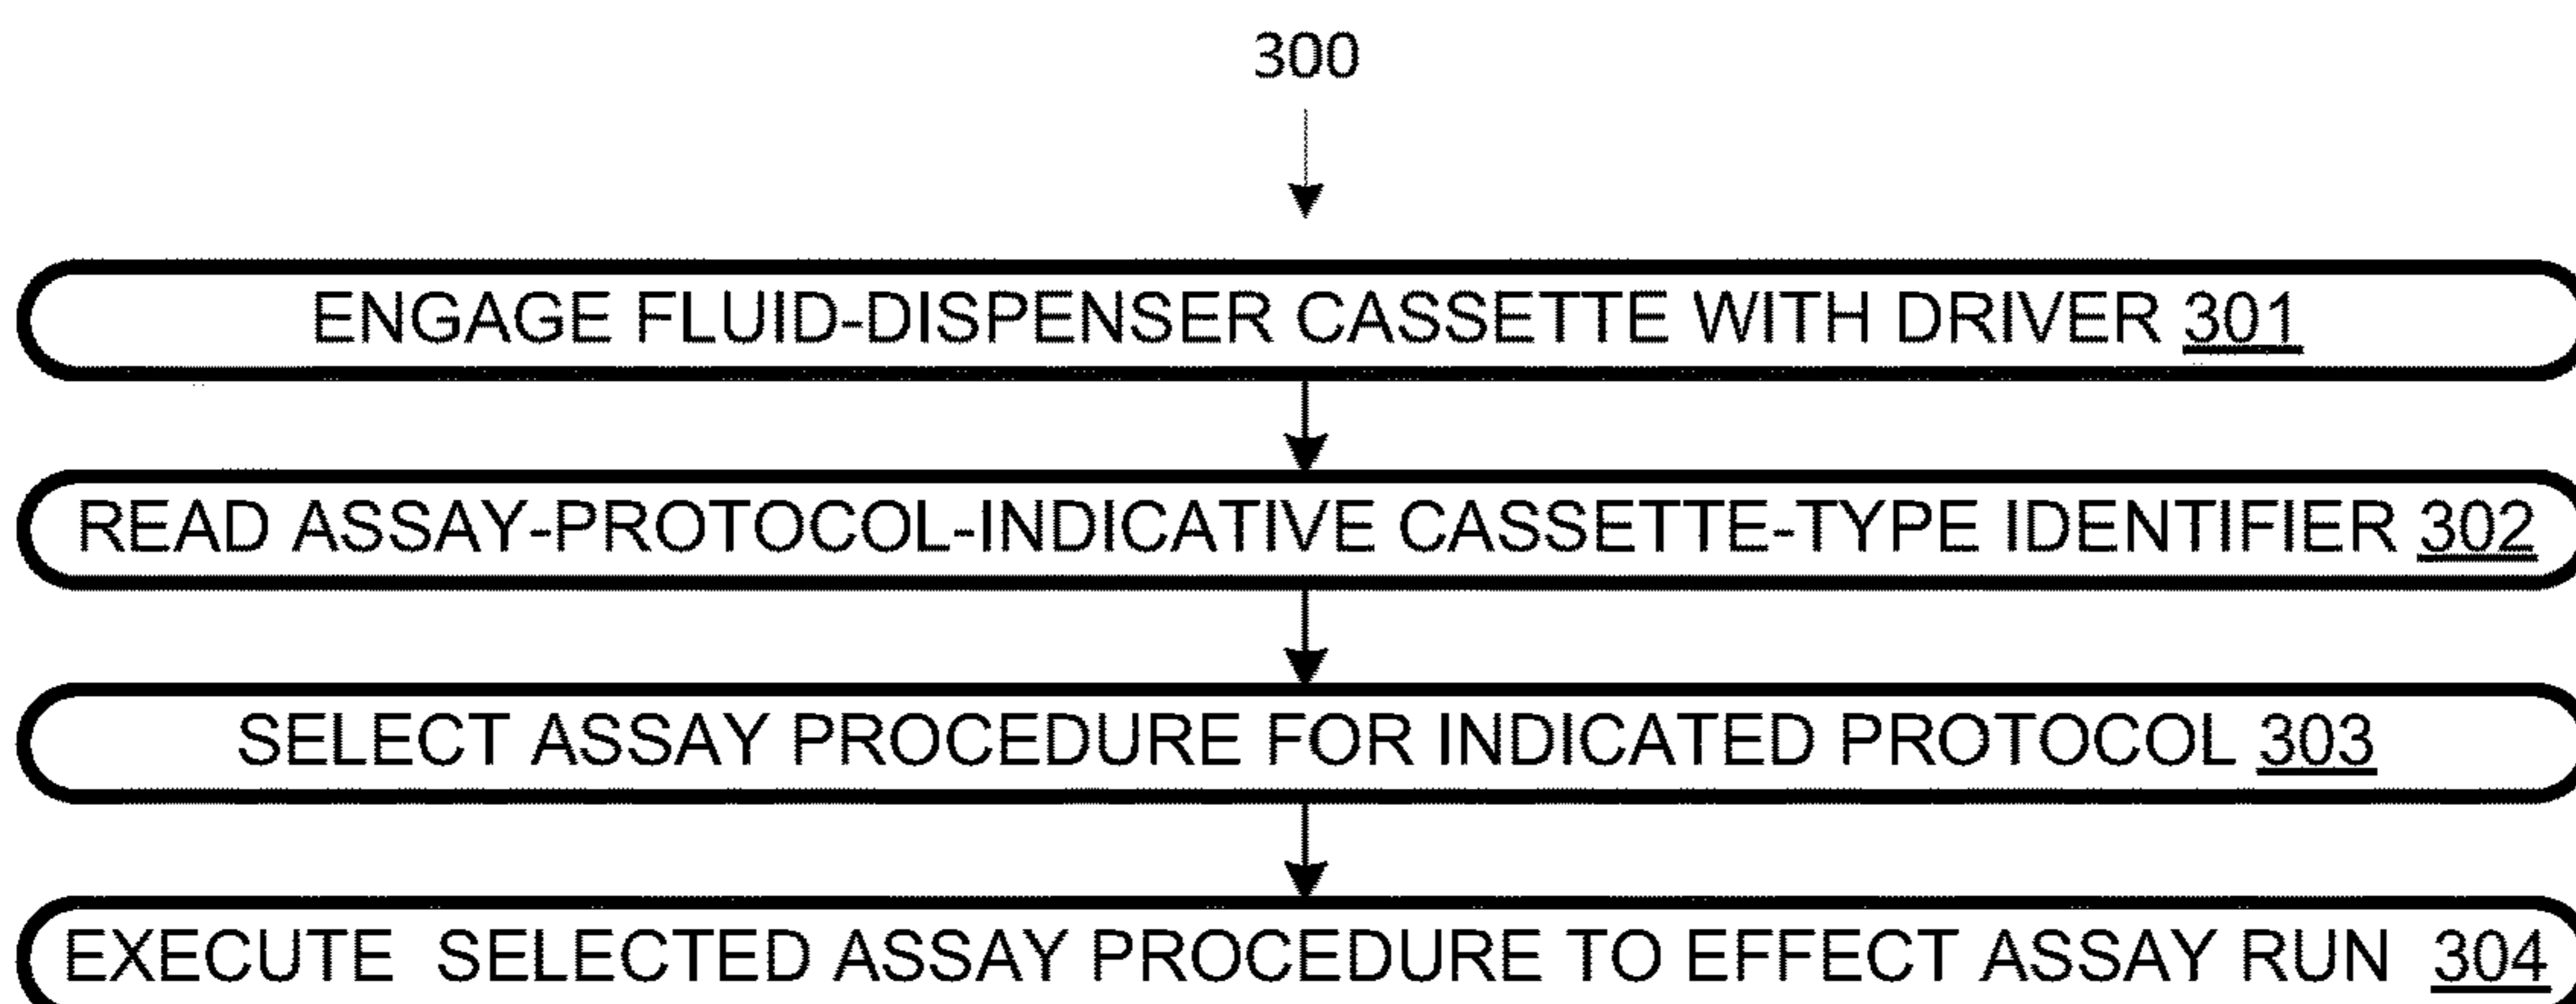 300
ENGAGE FLUID-DISPENSER CASSETTE WITH DRIVER 301
READ ASSAY-PROTOCOL-INDICATIVE CASSETTE-TYPE IDENTIFIER 302
SELECT ASSAY PROCEDURE FOR INDICATED PROTOCOL 303
EXECUTE SELECTED ASSAY PROCEDURE TO EFFECT ASSAY RUN 304